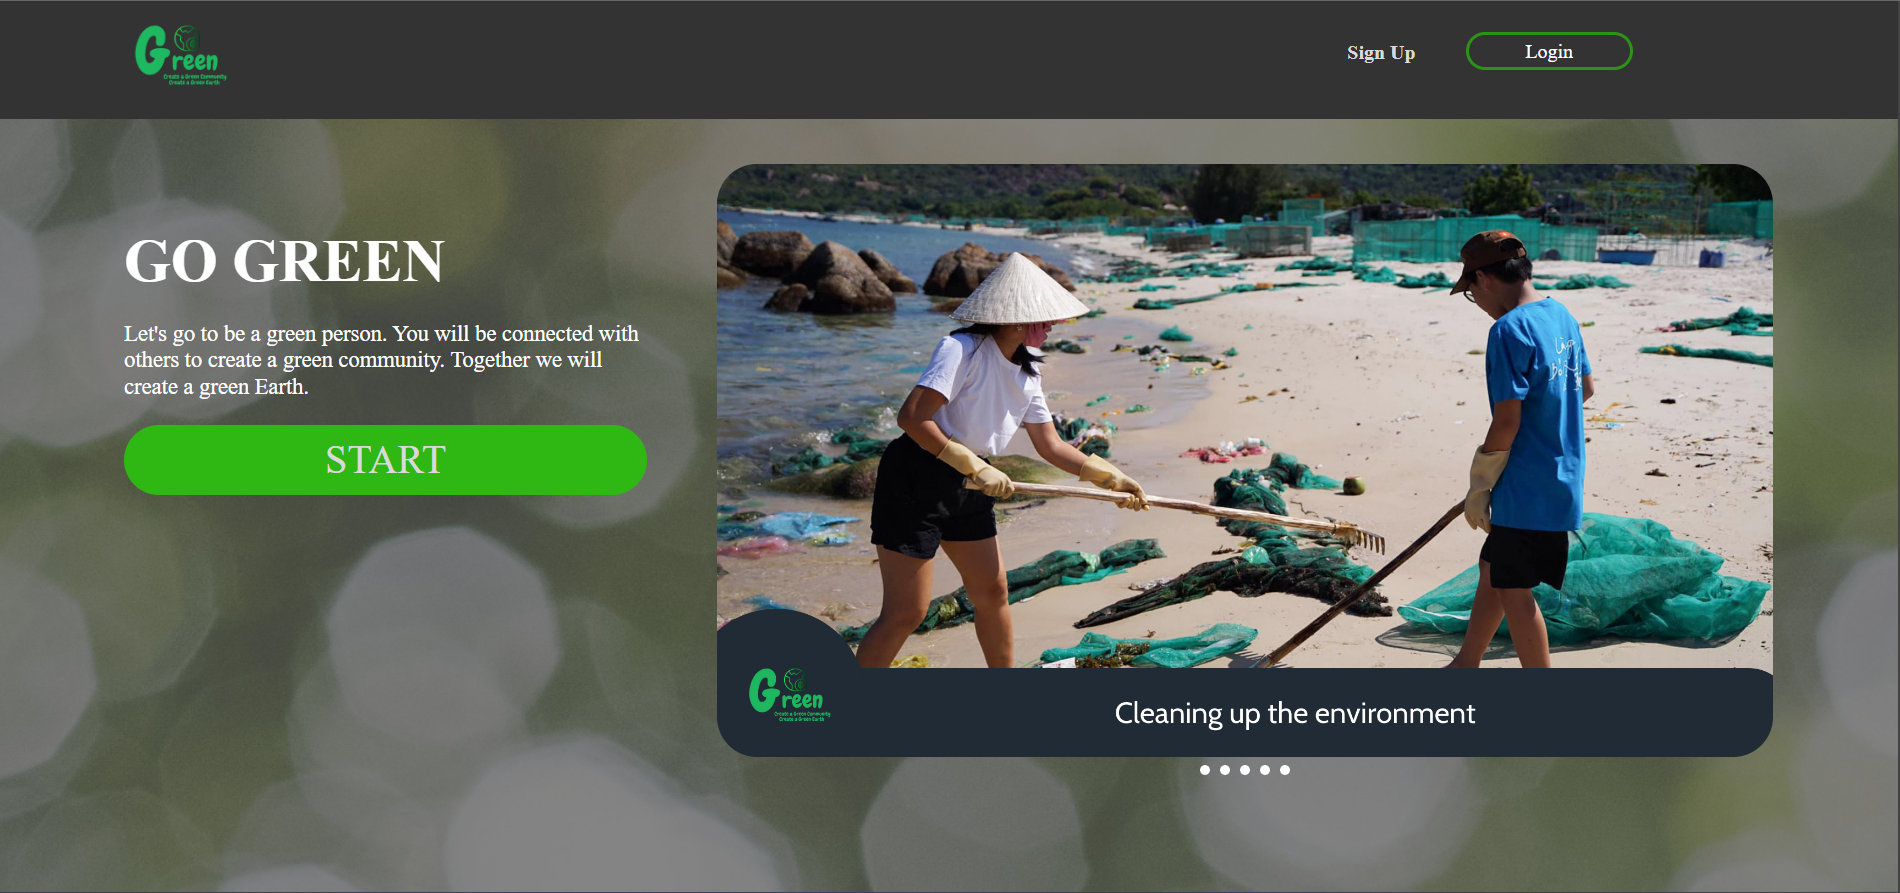 Green
Create a Green Community
Create a Green Earth
Sign Up
Login
GO GREEN
Let's go to be a green person. You will be connected with
others to create a green community. Together we will
create a green Earth.
START
Green
Create a Green Community
Create a Green Earth
Cleaning up the environment